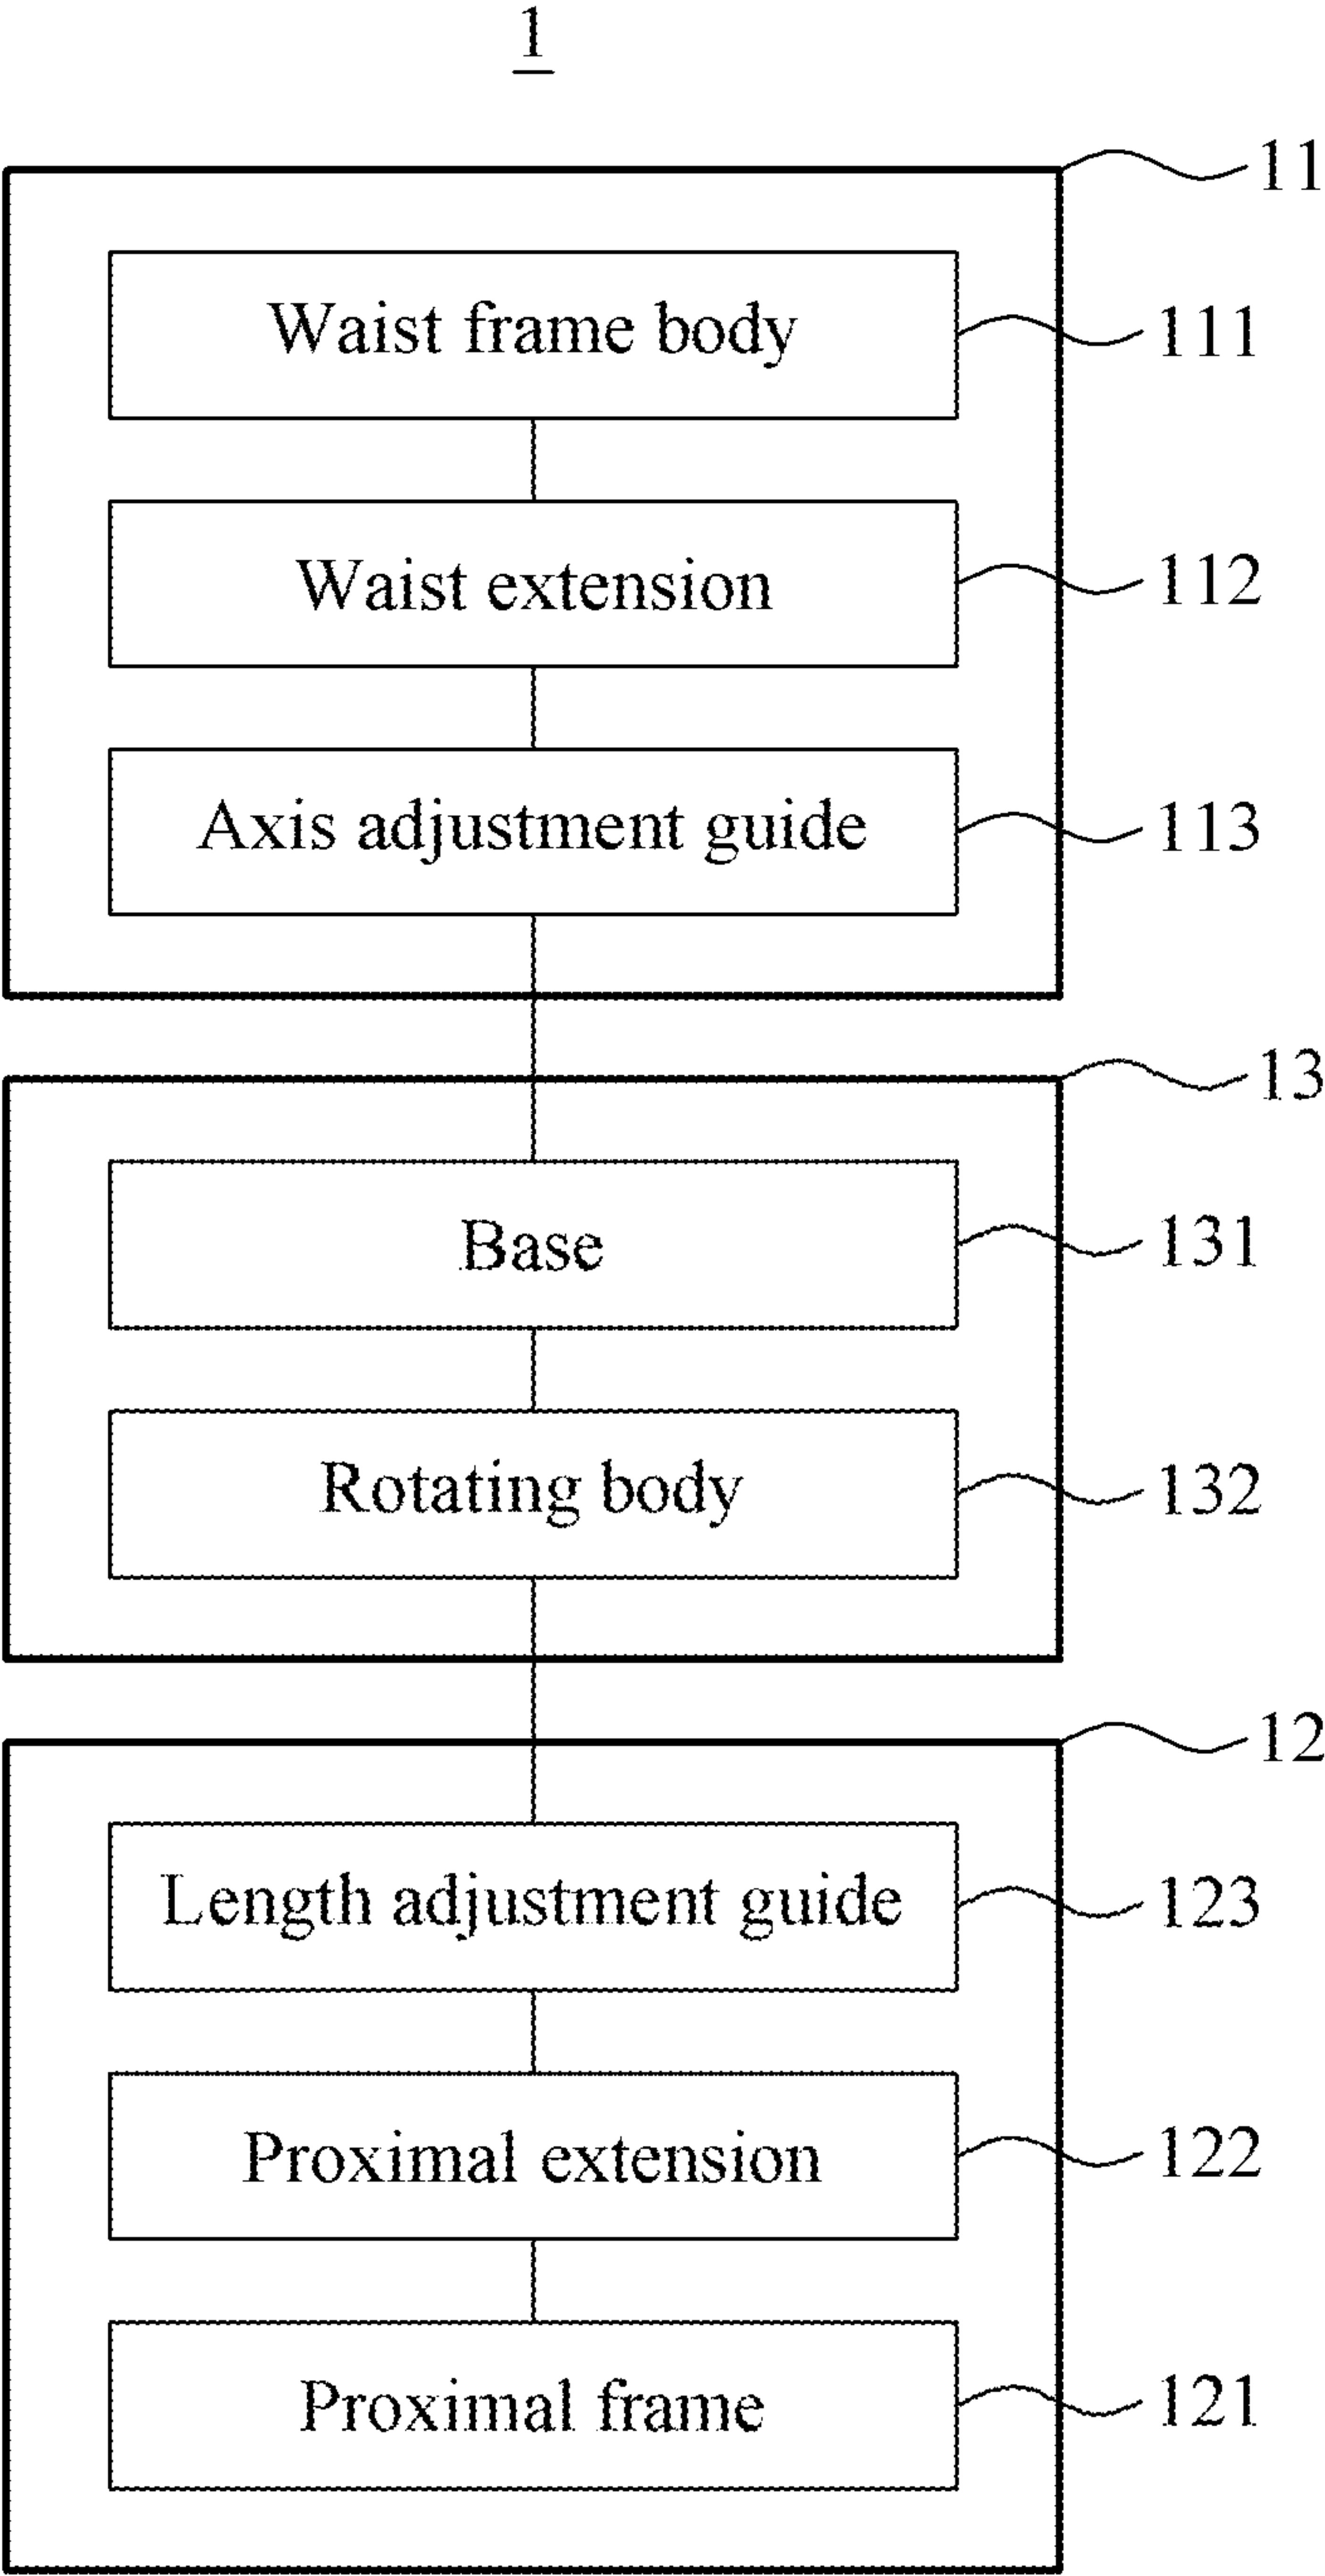 1
11
Waist frame body
111
Waist extension
112
Axis adjustment guide
113
13
Base
131
Rotating body
132
12
Length adjustment guide
123
Proximal extension
122
Proximal frame
121